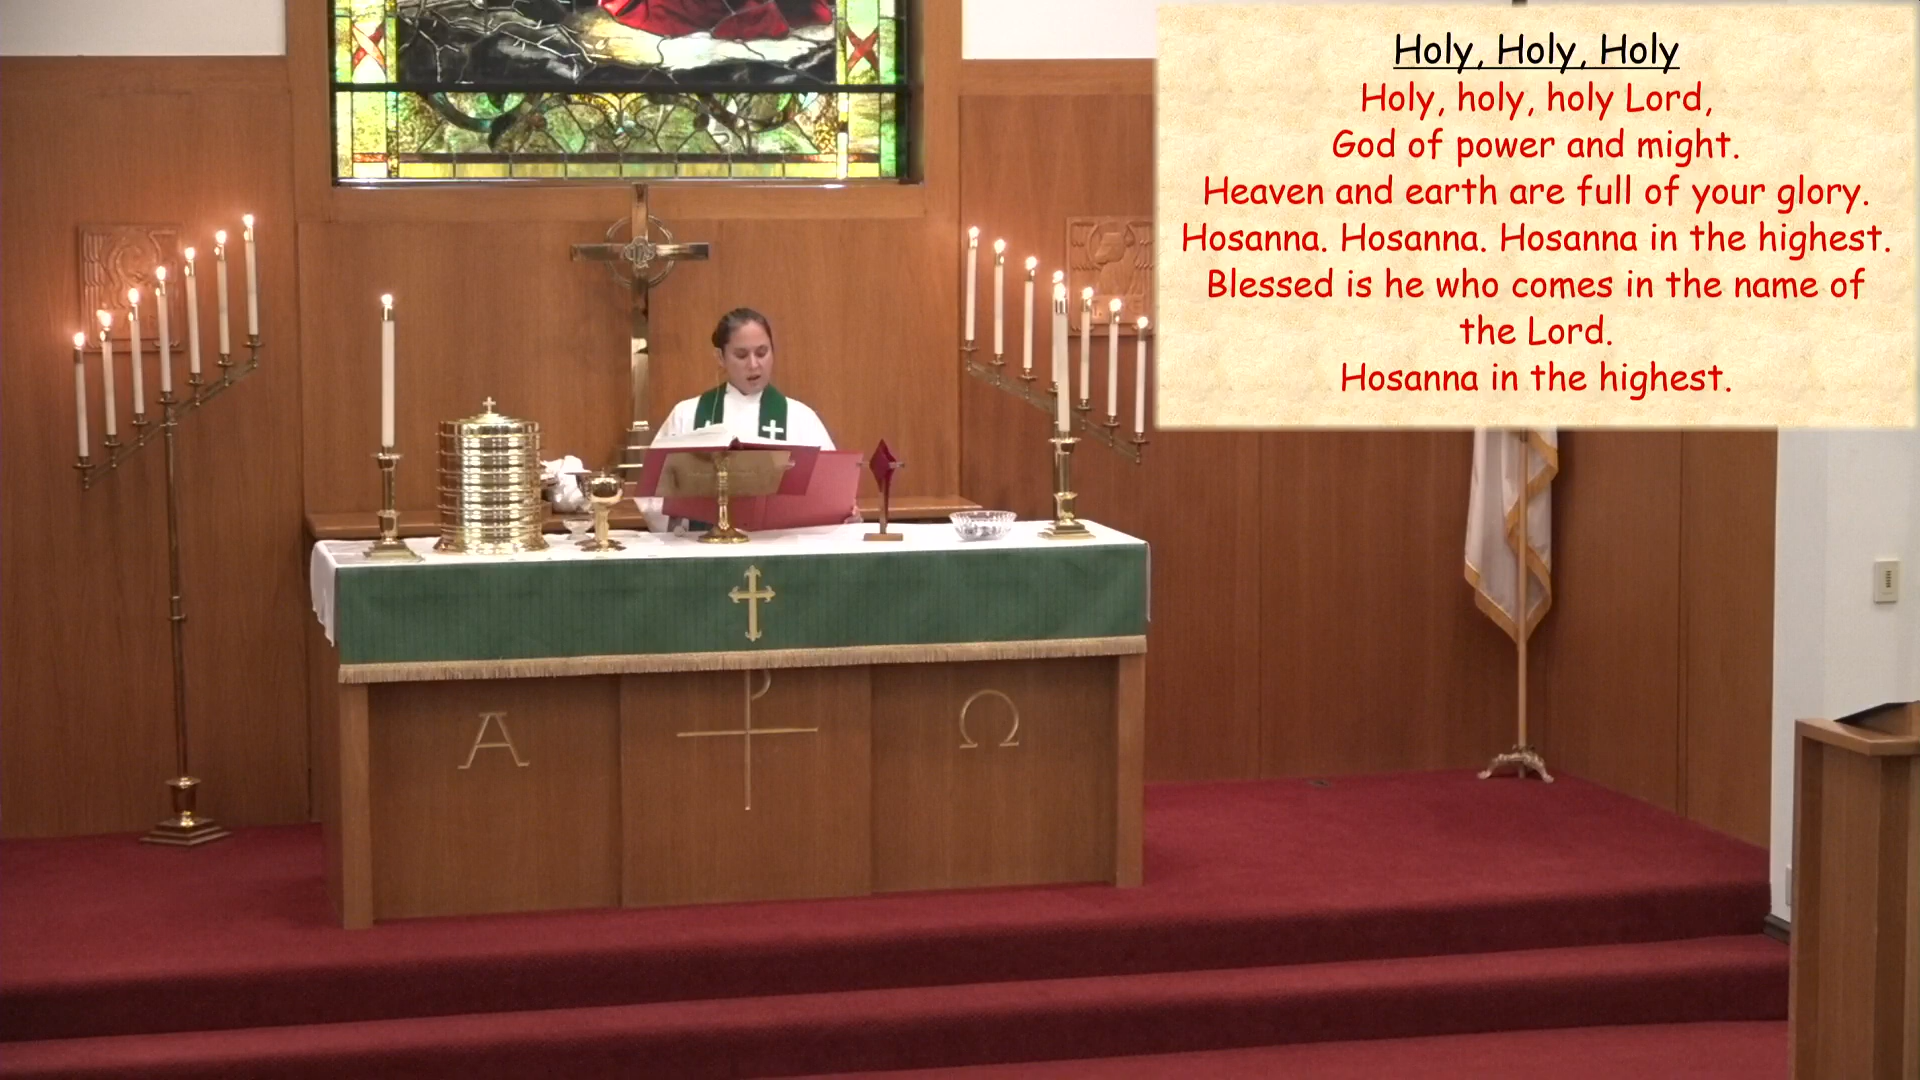 Holy, Holy, Holy
Holy, holy, holy Lord,
God of power and might.
Heaven and earth are full of your glory.
Hosanna. Hosanna. Hosanna in the highest.
Blessed is he who comes in the name of
the Lord.
Hosanna in the highest.
Α
Ω